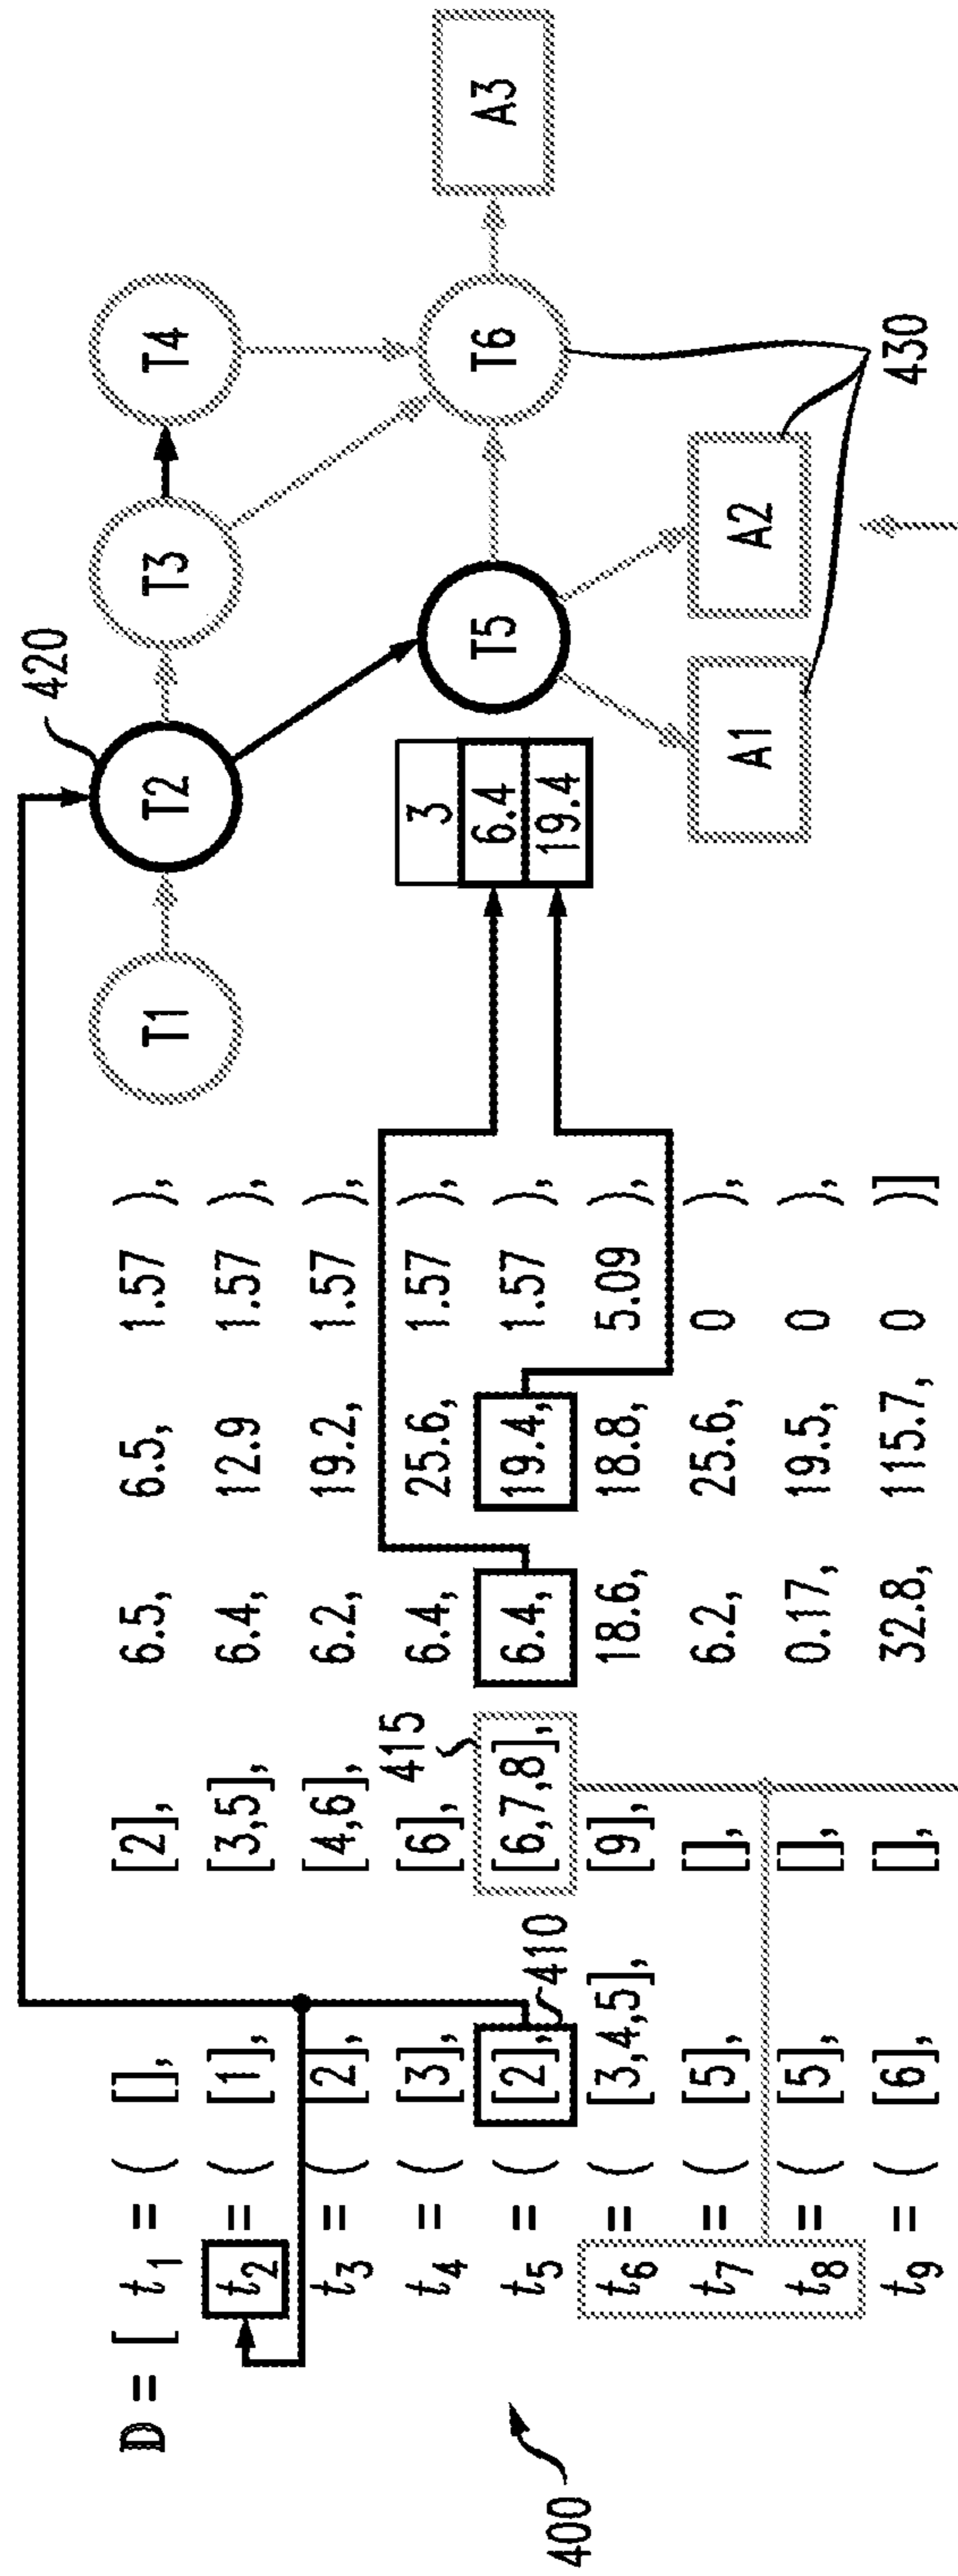 D = [ t1 = ( [], [2], 6.5, 6.5, 1.57 ),
t2 = ( [1], [3,5], 6.4, 12.9 1.57 ),
t3 = ( [2], [4,6], 6.2, 19.2, 1.57 ),
t4 = ( [3], [6], 6.4, 25.6, 1.57 ),
t5 = ( [2], [6,7,8], 6.4, 19.4, 1.57 ),
t6 = ( [3,4,5], [9], 18.6, 18.8, 5.09 ),
t7 = ( [5], [], 6.2, 25.6, 0 ),
t8 = ( [5], [], 0.17, 19.5, 0 ),
t9 = ( [6], [], 32.8, 115.7, 0 )]
400
410
415
420
T1
T2
T3
T4
3
6.4
19.4
T5
T6
A3
A1
A2
430